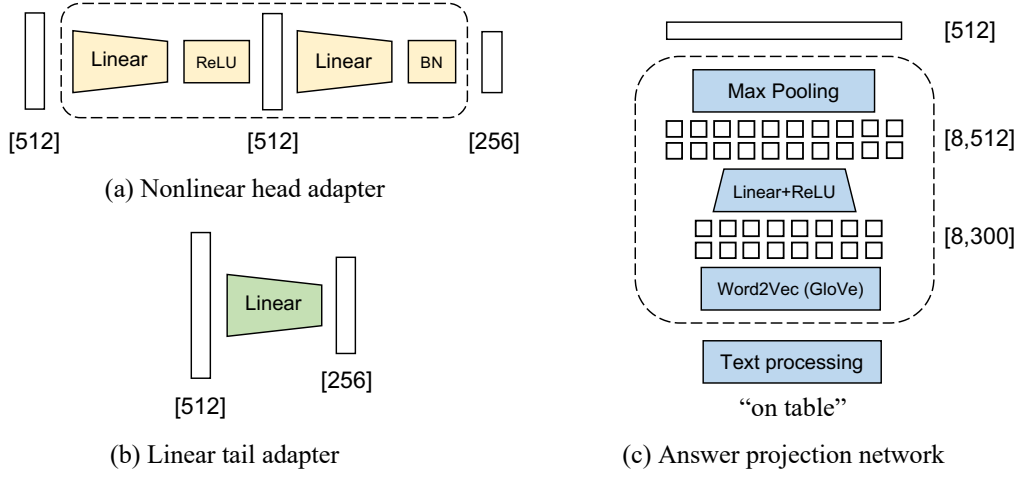 Linear
ReLU
Linear
BN
[512]
[512]
[256]
(a) Nonlinear head adapter
Linear
[512]
[256]
(b) Linear tail adapter
[512]
Max Pooling
[8,512]
Linear+ReLU
[8,300]
Word2Vec (GloVe)
Text processing
“on table”
(c) Answer projection network